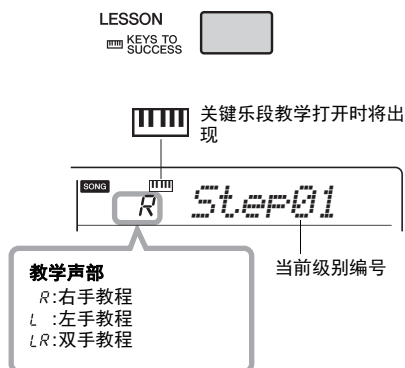 LESSON
KEYS TO
SUCCESS
关键乐段教学打开时将出
现
SONG
R Step01
教学声部
R:右手教程
L :左手教程
LR:双手教程
当前级别编号